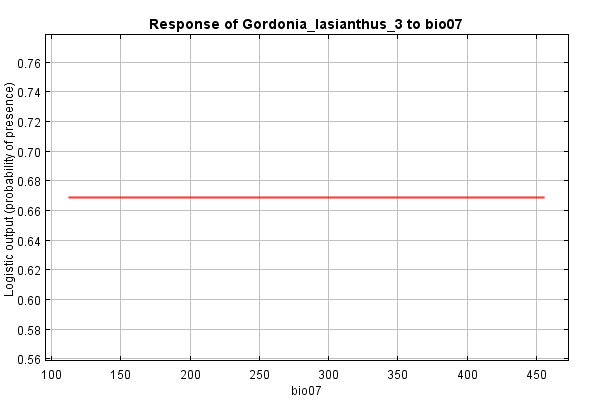 Response of Gordonia_lasianthus_3 to bio07
Logistic output (probability of presence)
0.76
0.74
0.72
0.70
0.68
0.66
0.64
0.62
0.60
0.58
0.56
100 150 200 250 300 350 400 450
bio07